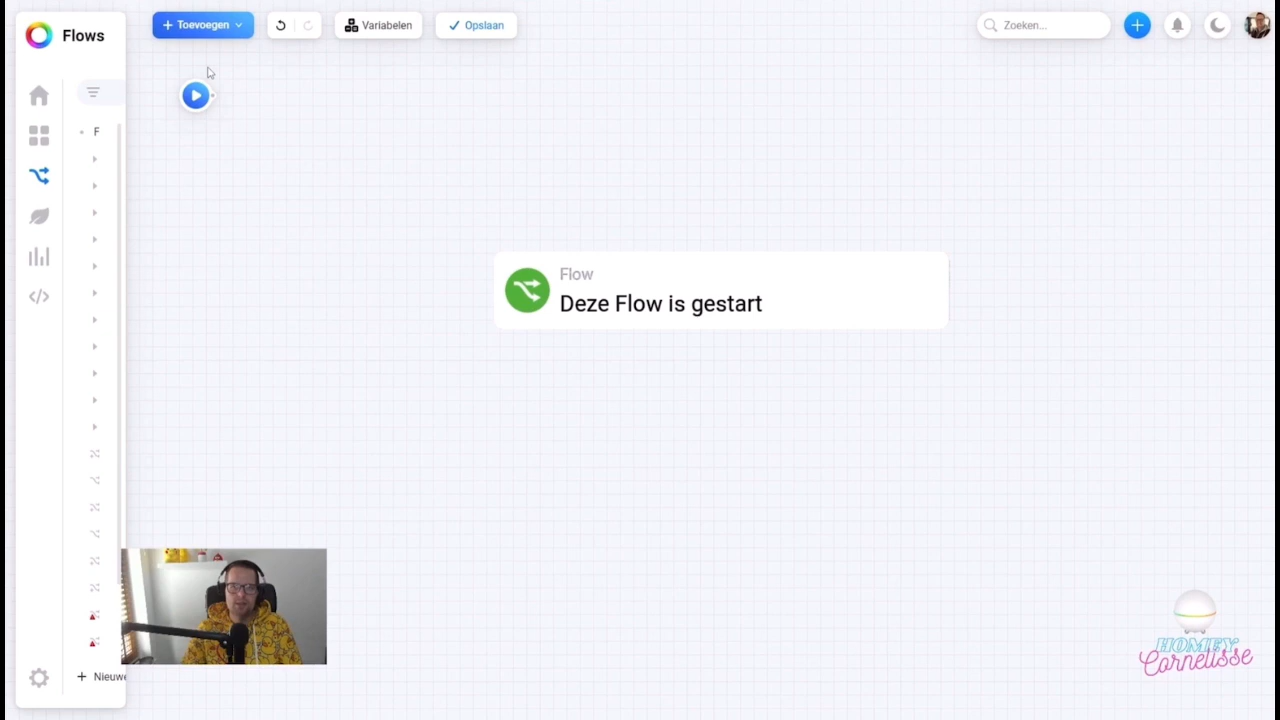 Flows
Toevoegen
Variabelen
Opslaan
Zoeken...
F
Flow
Deze Flow is gestart
Nieuwe
HOMEY
Cornelisse